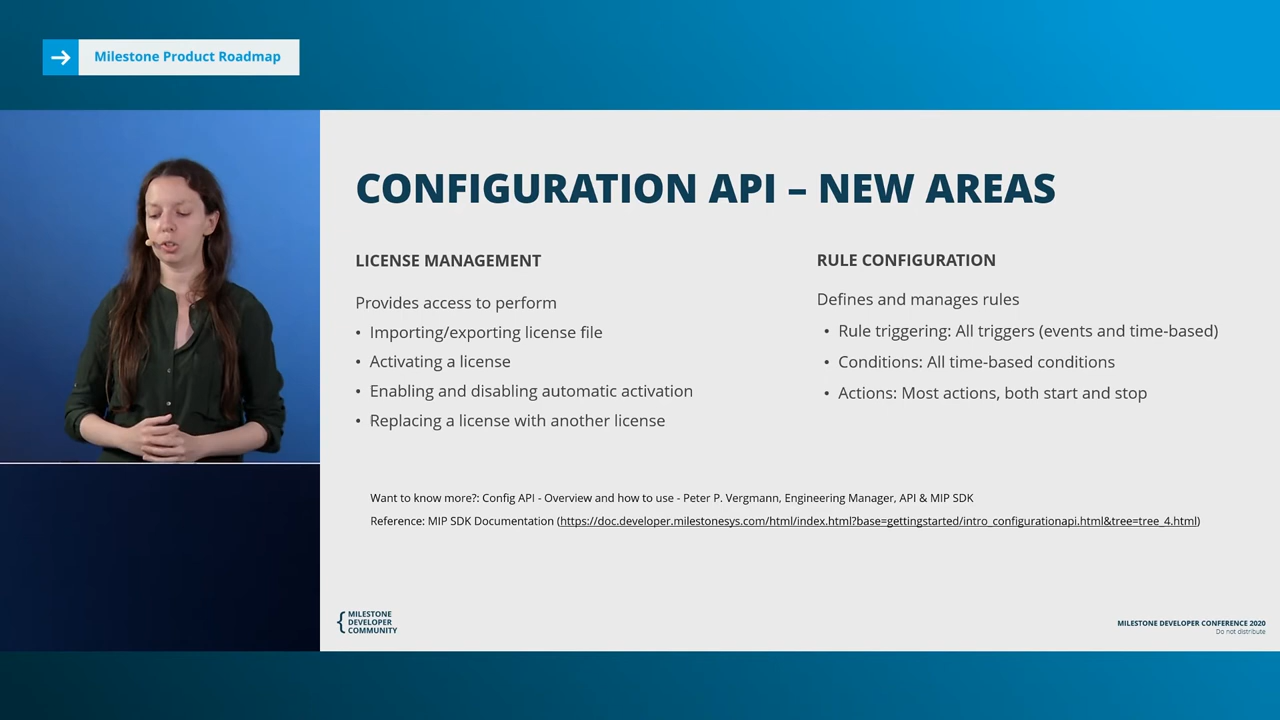 Milestone Product Roadmap
CONFIGURATION API – NEW AREAS
LICENSE MANAGEMENT
Provides access to perform
• Importing/exporting license file
• Activating a license
• Enabling and disabling automatic activation
• Replacing a license with another license
RULE CONFIGURATION
Defines and manages rules
• Rule triggering: All triggers (events and time-based)
• Conditions: All time-based conditions
• Actions: Most actions, both start and stop
Want to know more?: Config API - Overview and how to use - Peter P. Vergmann, Engineering Manager, API & MIP SDK
Reference: MIP SDK Documentation (https://doc.developer.milestonesys.com/html/index.html?base=gettingstarted/intro_configurationapi.html&tree=tree_4.html)
MILESTONE
DEVELOPER
COMMUNITY
MILESTONE DEVELOPER CONFERENCE 2020
Do not distribute